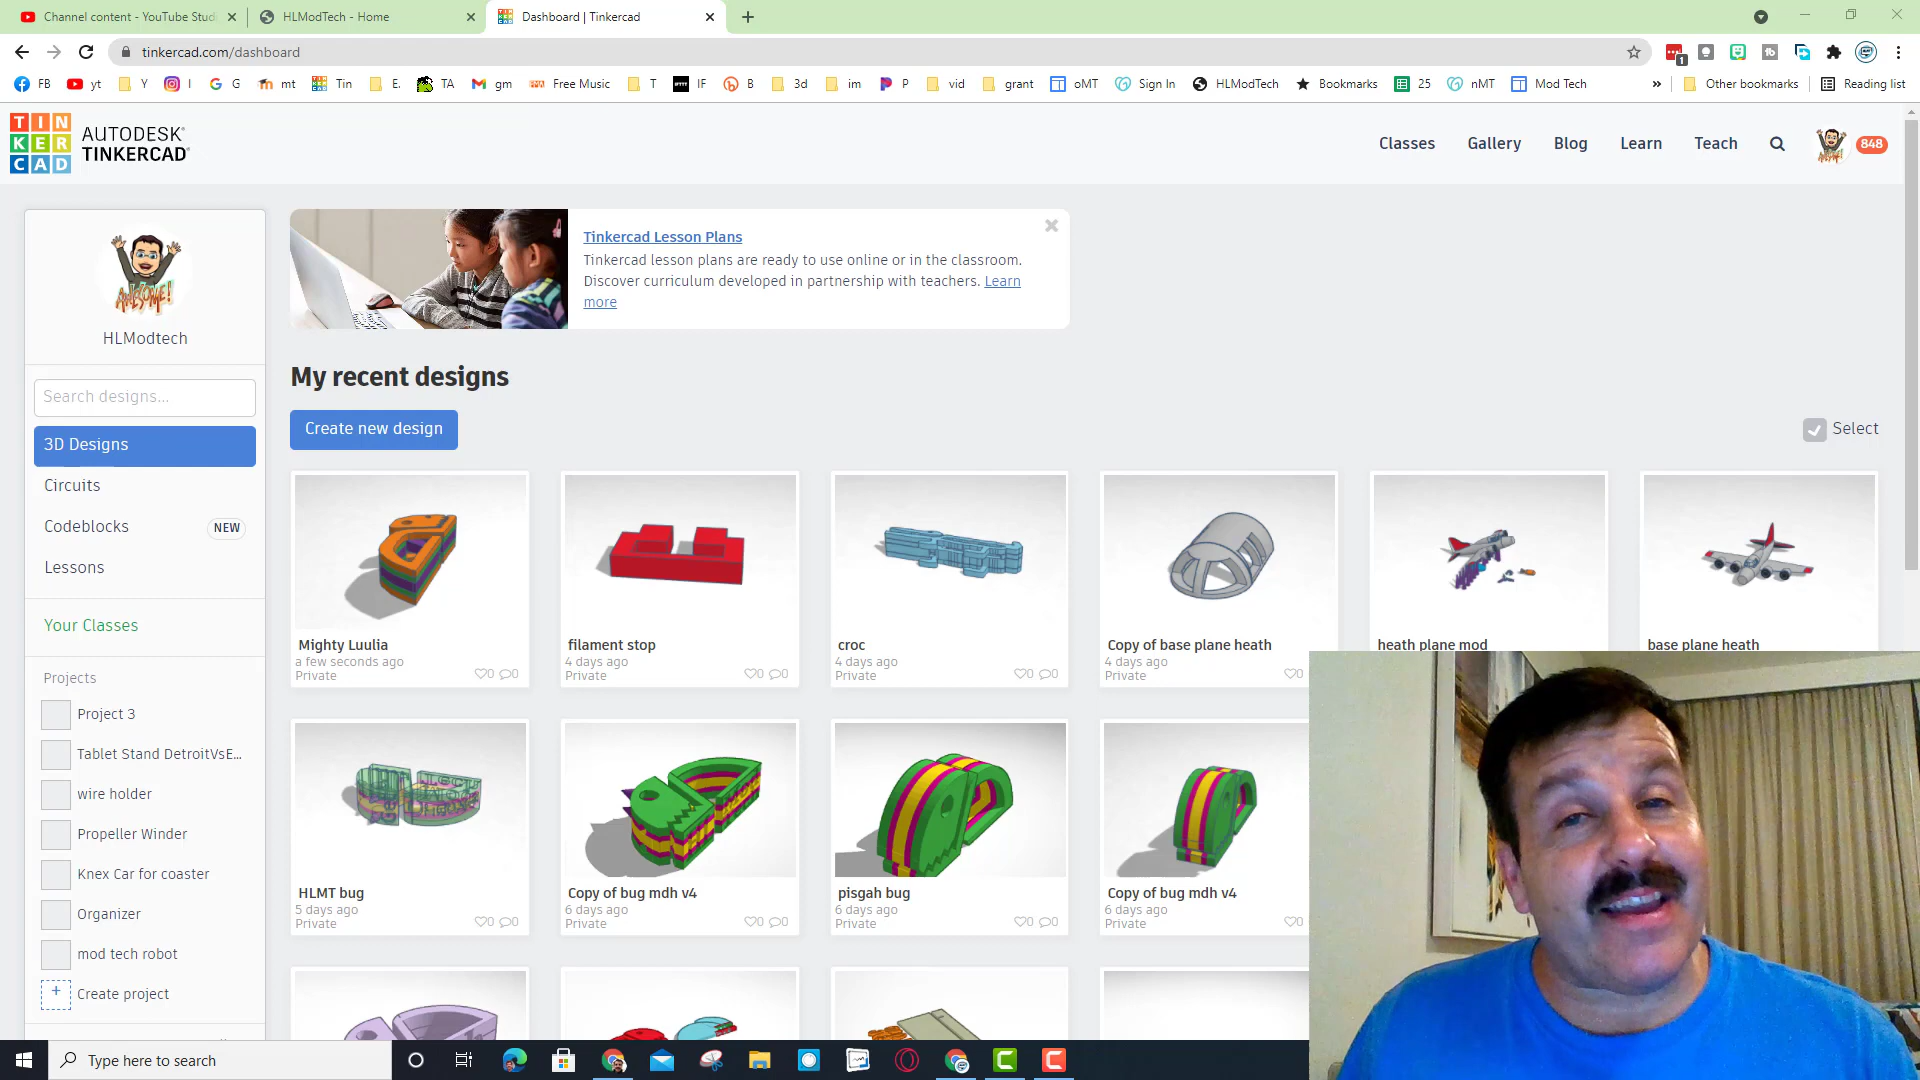 Channel content - YouTube Stud
HLModTech - Home
Dashboard | Tinkercad
tinkercad.com/dashboard
1
FB
yt
Y
I
G
mt
Tin
E.
TA
gm
Free Music
T
IFTTT
IF
B
3d
im
P
vid
grant
oMT
Sign In
HLModTech
Bookmarks
25
nMT
Mod Tech
Other bookmarks
Reading list
TIN
KER
CAD
AUTODESK®
TINKERCAD®
Classes
Gallery
Blog
Learn
Teach
848
AWESOME!
HLModtech
Search designs...
3D Designs
Circuits
Codeblocks
NEW
Lessons
Your Classes
Projects
Project 3
Tablet Stand DetroitVsE...
wire holder
Propeller Winder
Knex Car for coaster
Organizer
mod tech robot
Create project
Tinkercad Lesson Plans
Tinkercad lesson plans are ready to use online or in the classroom.
Discover curriculum developed in partnership with teachers. Learn
more
My recent designs
Create new design
Select
Mighty Luulia
a few seconds ago
Private
0 0
filament stop
4 days ago
Private
0 0
croc
4 days ago
Private
0 0
Copy of base plane heath
4 days ago
Private
0
heath plane mod
base plane heath
HLMT bug
5 days ago
Private
0 0
Copy of bug mdh v4
6 days ago
Private
0 0
pisgah bug
6 days ago
Private
0 0
Copy of bug mdh v4
6 days ago
Private
0
Type here to search